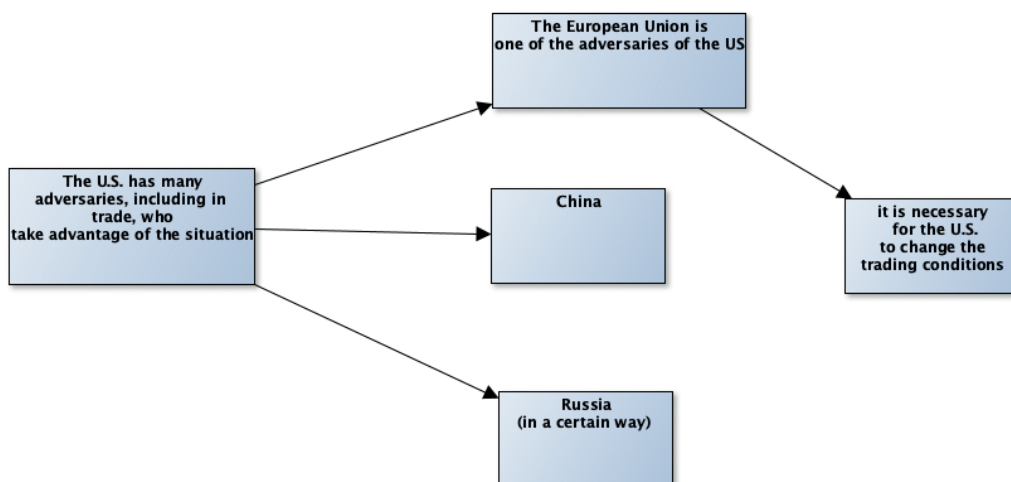 The European Union is
one of the adversaries of the US
The U.S. has many
adversaries, including in
trade, who
take advantage of the situation
China
it is necessary
for the U.S.
to change the
trading conditions
Russia
(in a certain way)